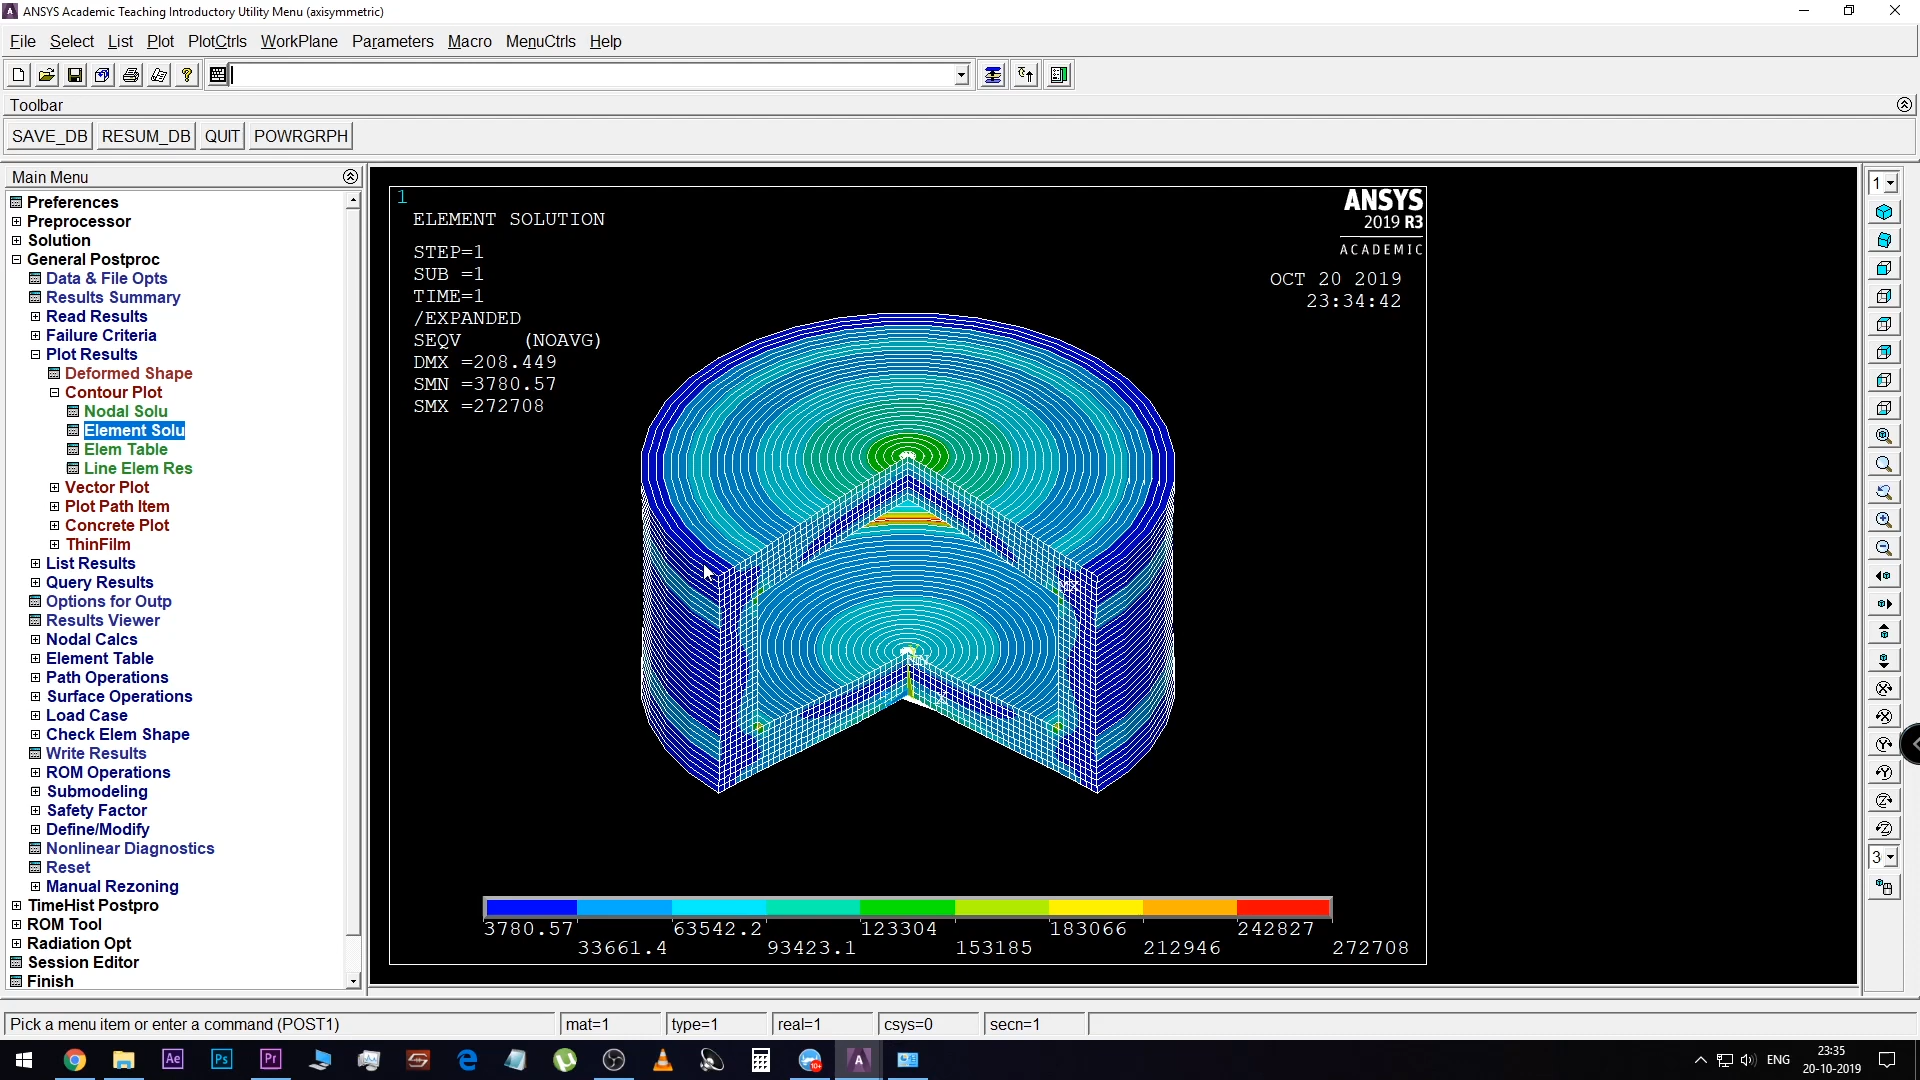 ANSYS Academic Teaching Introductory Utility Menu (axisymmetric)
File Select List Plot PlotCtrls WorkPlane Parameters Macro MenuCtrls Help
Toolbar
SAVE_DB RESUM_DB QUIT POWRGRPH
Main Menu
Preferences
Preprocessor
Solution
General Postproc
Data & File Opts
Results Summary
Read Results
Failure Criteria
Plot Results
Deformed Shape
Contour Plot
Nodal Solu
Element Solu
Elem Table
Line Elem Res
Vector Plot
Plot Path Item
Concrete Plot
ThinFilm
List Results
Query Results
Options for Outp
Results Viewer
Nodal Calcs
Element Table
Path Operations
Surface Operations
Load Case
Check Elem Shape
Write Results
ROM Operations
Submodeling
Safety Factor
Define/Modify
Nonlinear Diagnostics
Reset
Manual Rezoning
TimeHist Postpro
ROM Tool
Radiation Opt
Session Editor
Finish
1
ELEMENT SOLUTION
STEP=1
SUB =1
TIME=1
/EXPANDED
SEQV (NOAVG)
DMX =208.449
SMN =3780.57
SMX =272708
ANSYS
2019 R3
ACADEMIC
OCT 20 2019
23:34:42
MX
3780.57 63542.2 123304 183066 242827
33661.4 93423.1 153185 212946 272708
1
3
Pick a menu item or enter a command (POST1) mat=1 type=1 real=1 csys=0 secn=1
Ae Ps Pr
ENG
23:35
20-10-2019